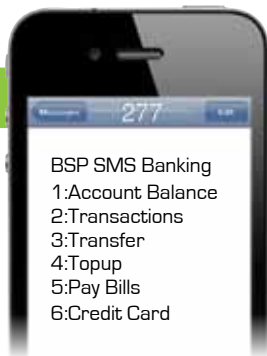 277
BSP SMS Banking
1:Account Balance
2:Transactions
3:Transfer
4:Topup
5:Pay Bills
6:Credit Card